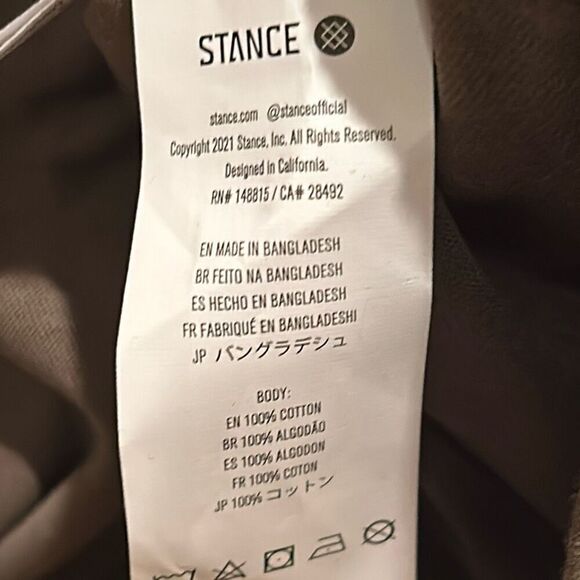 STANCE
stance.com @stanceofficial
Copyright 2021 Stance, Inc. All Rights Reserved.
Designed in California.
RN# 148815 / CA# 28492
EN MADE IN BANGLADESH
BR FEITO NA BANGLADESH
ES HECHO EN BANGLADESH
FR FABRIQUÉ EN BANGLADESHI
JP バングラデシュ
BODY:
EN 100% COTTON
BR 100% ALGODÃO
ES 100% ALGODON
FR 100% COTON
JP 100% コットン